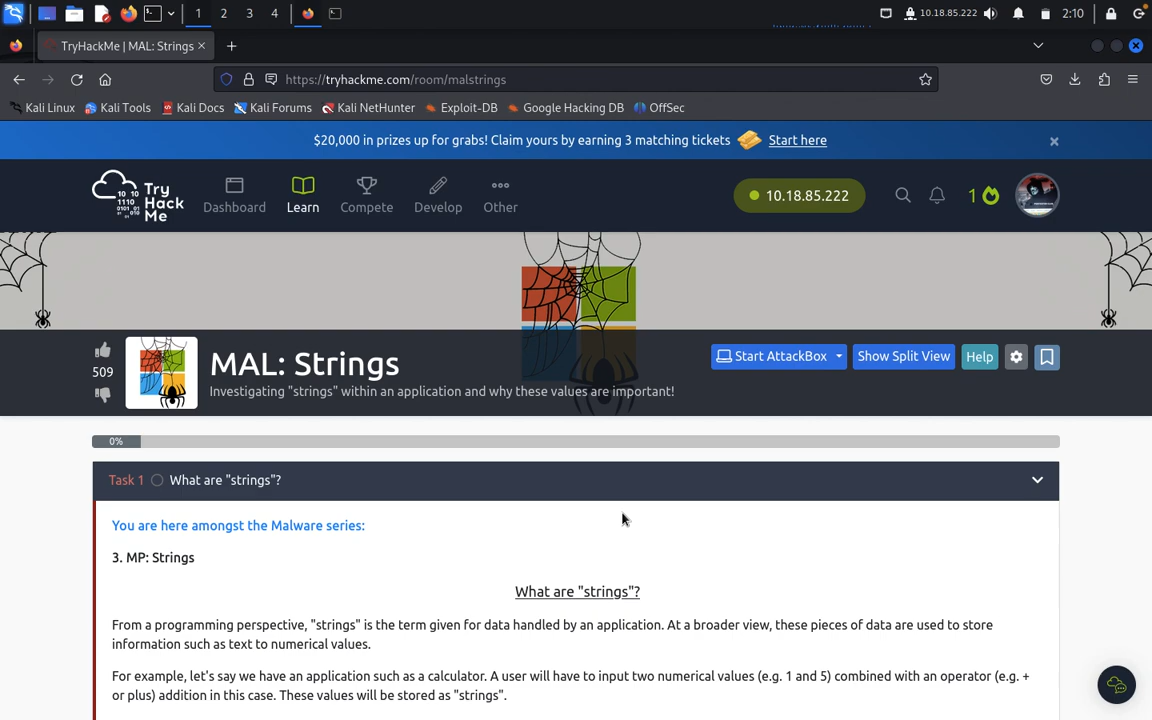 1 2 3 4 10.18.85.222 2:10
TryHackMe | MAL: Strings
https://tryhackme.com/room/malstrings
Kali Linux Kali Tools Kali Docs Kali Forums Kali NetHunter Exploit-DB Google Hacking DB OffSec
$20,000 in prizes up for grabs! Claim yours by earning 3 matching tickets Start here
Try Hack Me
Dashboard Learn Compete Develop Other 10.18.85.222 1
509
MAL: Strings
Start AttackBox Show Split View Help
Investigating "strings" within an application and why these values are important!
0%
Task 1 What are "strings"?
You are here amongst the Malware series:
3. MP: Strings
What are "strings"?
From a programming perspective, "strings" is the term given for data handled by an application. At a broader view, these pieces of data are used to store
information such as text to numerical values.
For example, let's say we have an application such as a calculator. A user will have to input two numerical values (e.g. 1 and 5) combined with an operator (e.g. +
or plus) addition in this case. These values will be stored as "strings".